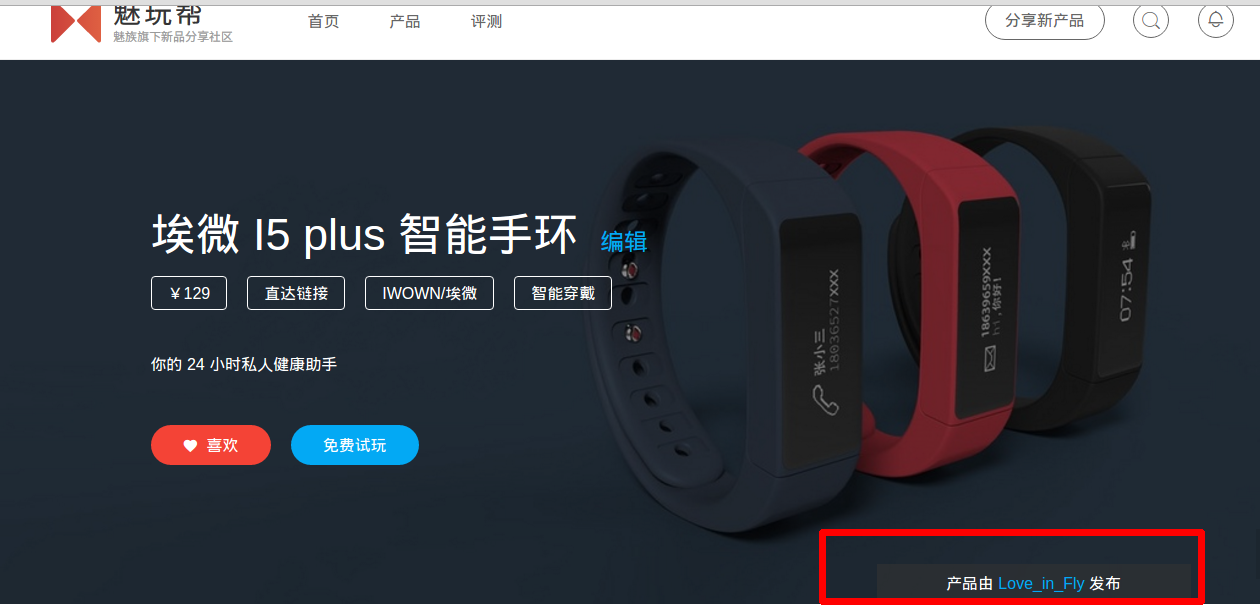 魅玩帮
魅族旗下新品分享社区
首页 产品 评测
分享新产品
埃微 I5 plus 智能手环 编辑
￥129 直达链接 IWOWN/埃微 智能穿戴
你的 24 小时私人健康助手
喜欢 免费试玩
张小三
18036527XXX
18639659XXX
hi,你好!
07:54
产品由 Love_in_Fly 发布